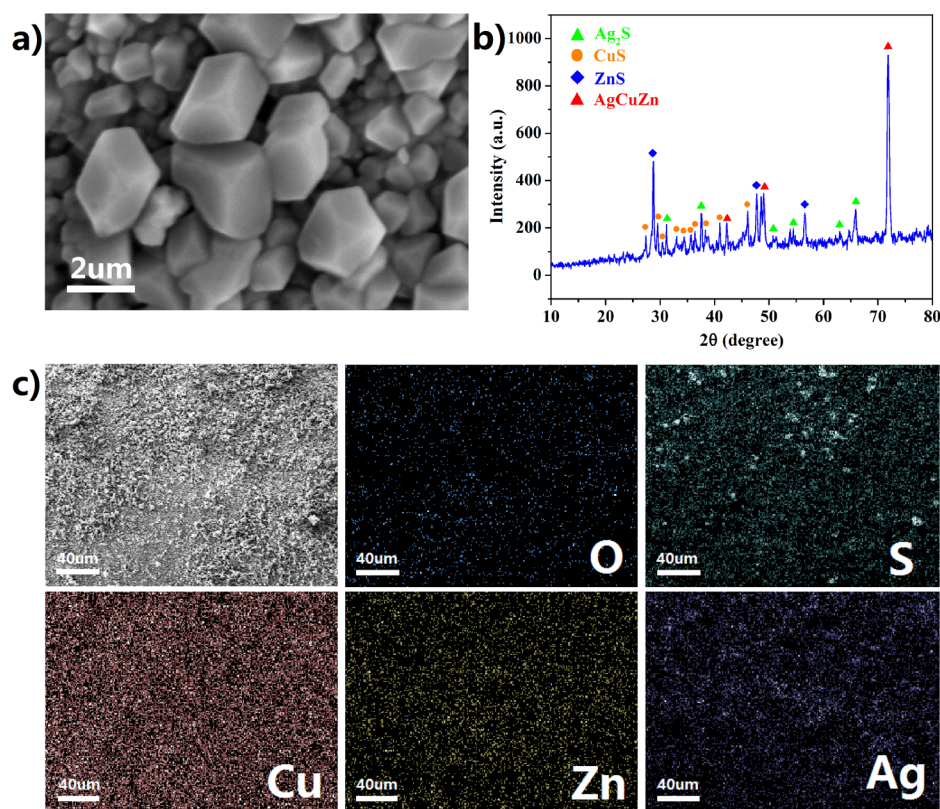 a)
2um
b)
Intensity (a.u.)
1000
800
600
400
200
0
Ag₂S
CuS
ZnS
AgCuZn
10 20 30 40 50 60 70 80
2θ (degree)
c)
40um
40um
O
40um
S
40um
Cu
40um
Zn
40um
Ag